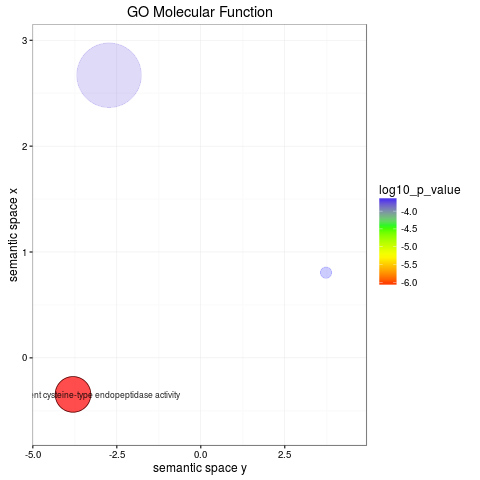 GO Molecular Function
3
2
1
0
semantic space x
-5.0
-2.5
0.0
2.5
semantic space y
ent cysteine-type endopeptidase activity
log10_p_value
-4.0
-4.5
-5.0
-5.5
-6.0